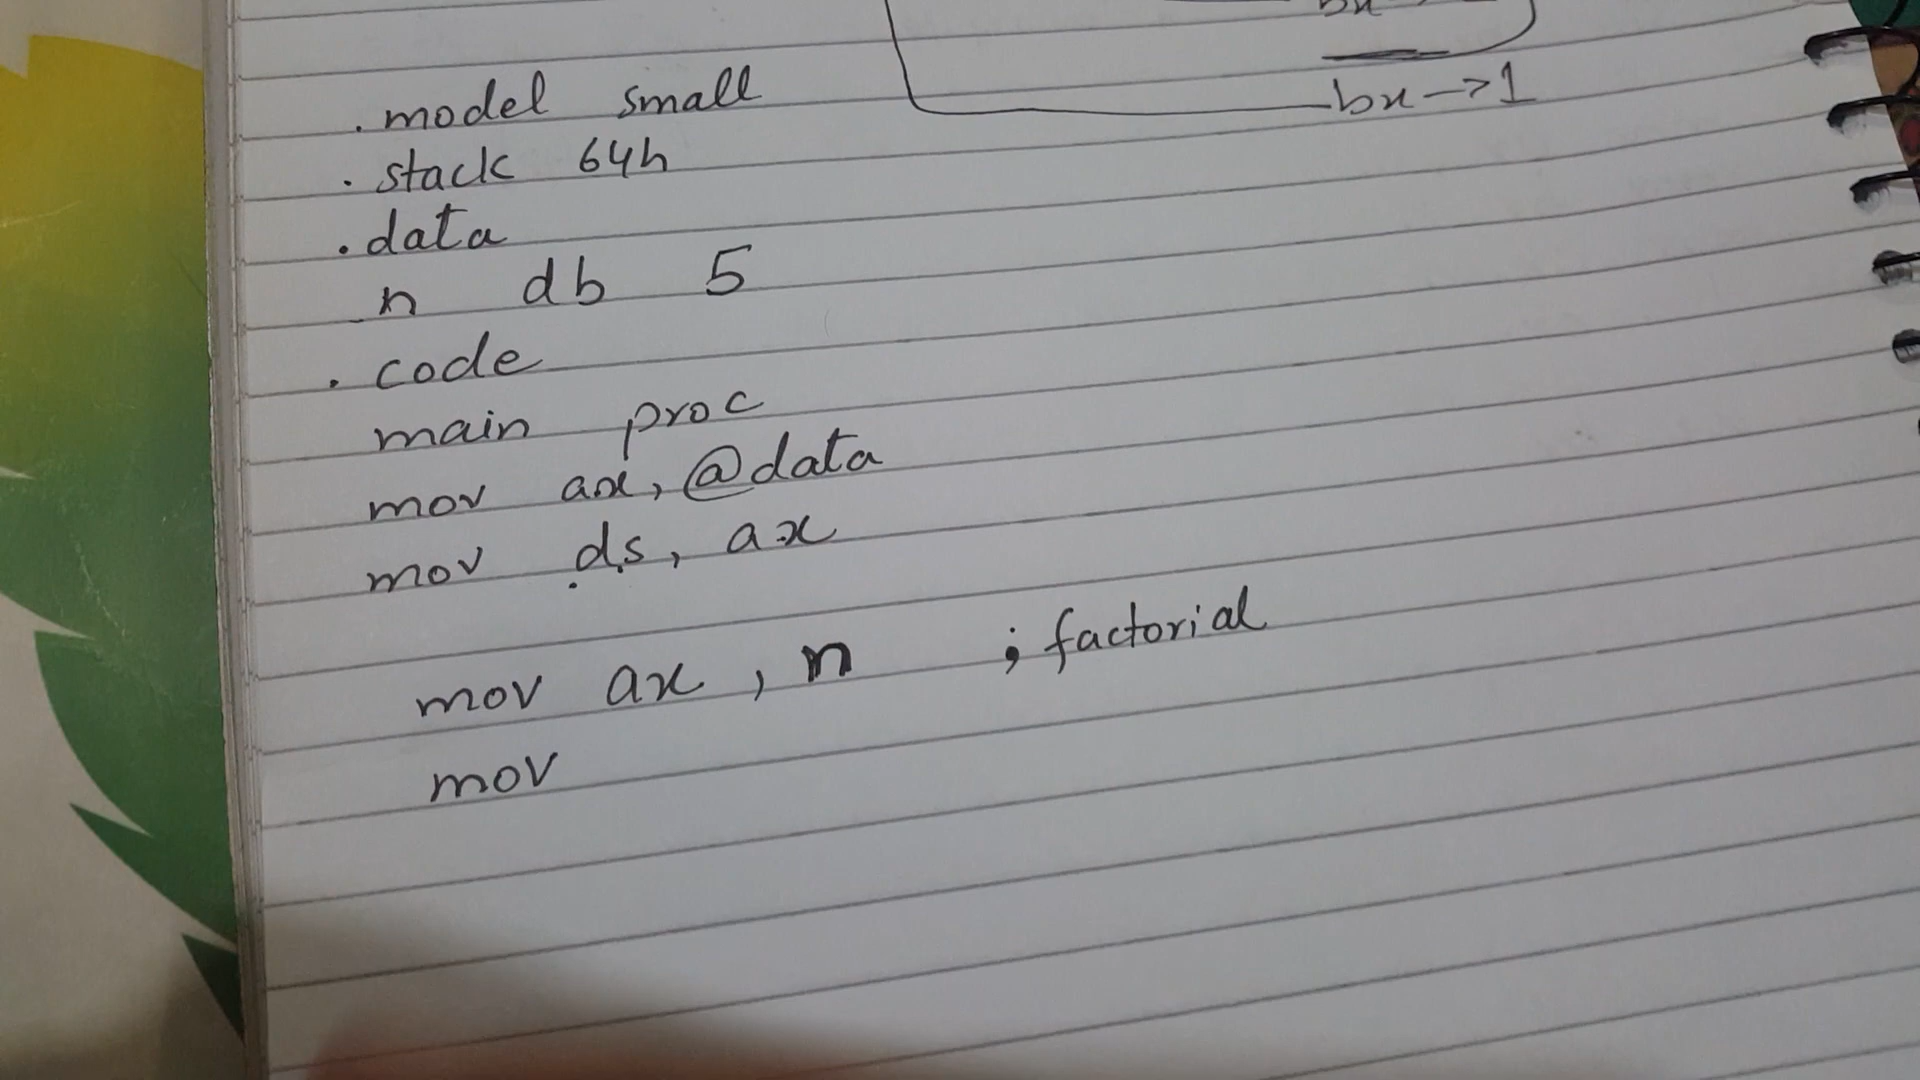 bx
bx → 1
.model small
.stack 64h
.data
n db 5
.code
main proc
mov ax, @data
mov ds, ax
mov ax, n ; factorial
mov